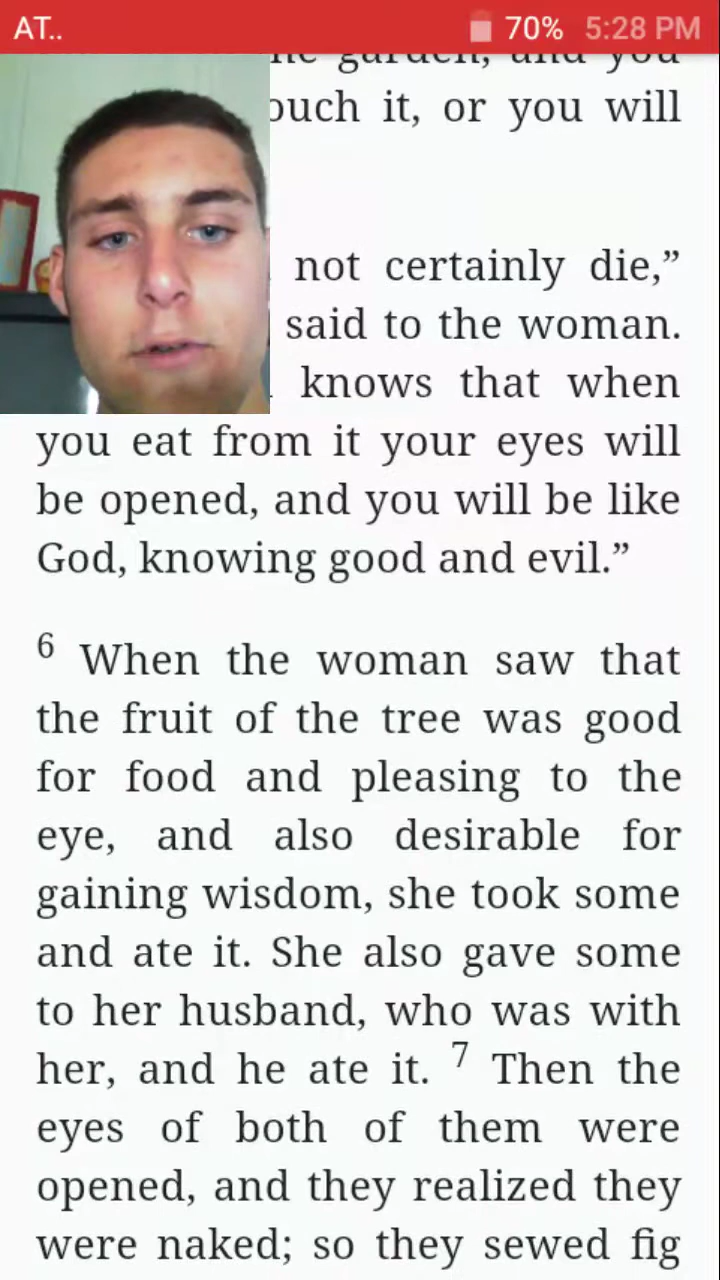 AT.. 70% 5:28 PM
garden, and you
ouch it, or you will
not certainly die,”
said to the woman.
knows that when
you eat from it your eyes will
be opened, and you will be like
God, knowing good and evil.”
6 When the woman saw that
the fruit of the tree was good
for food and pleasing to the
eye, and also desirable for
gaining wisdom, she took some
and ate it. She also gave some
to her husband, who was with
her, and he ate it. 7 Then the
eyes of both of them were
opened, and they realized they
were naked; so they sewed fig